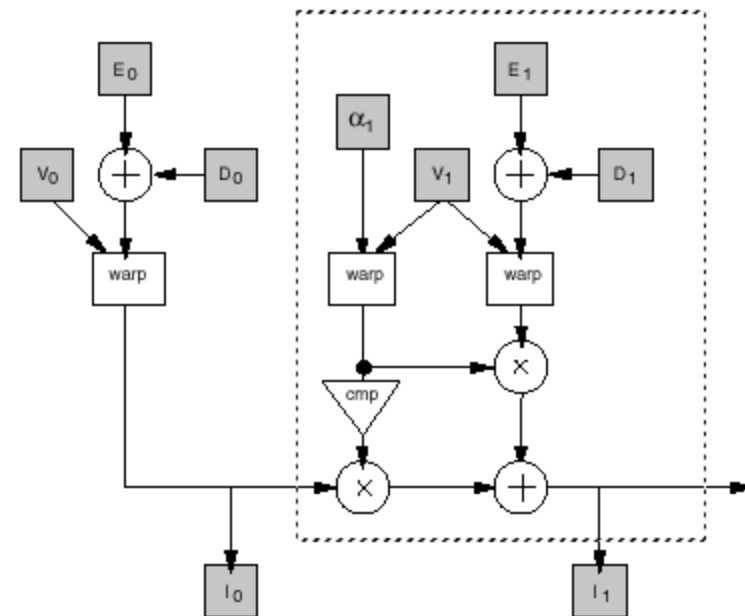 E0
E1
α1
V0
D0
V1
D1
warp
warp
warp
×
cmp
×
+
+
+
I0
I1